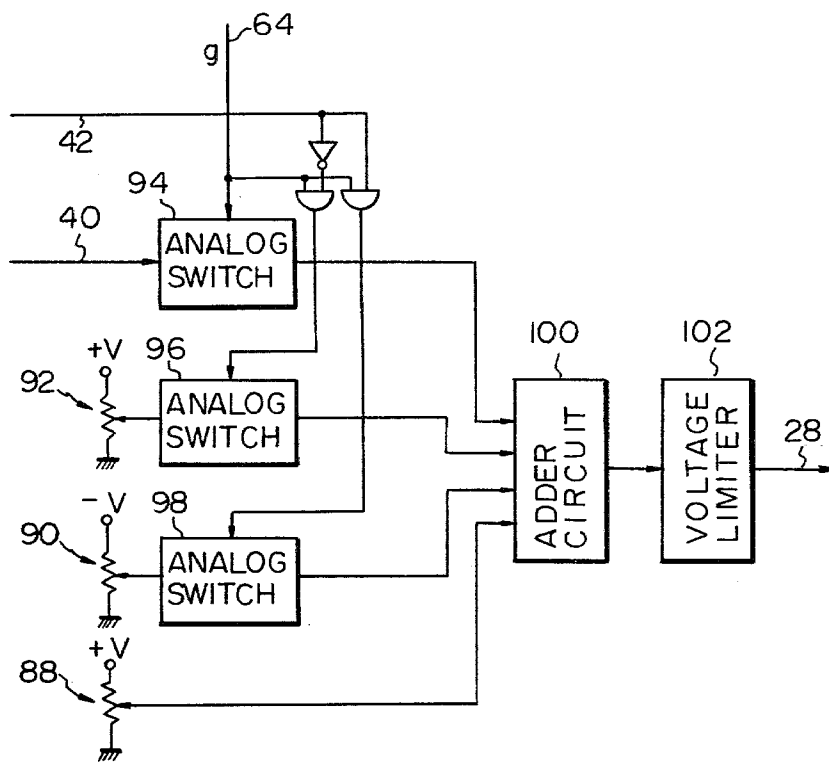 64
g
42
94
40
ANALOG
SWITCH
+V
92
96
ANALOG
SWITCH
100
102
ADDER
CIRCUIT
VOLTAGE
LIMITER
28
-V
90
98
ANALOG
SWITCH
+V
88